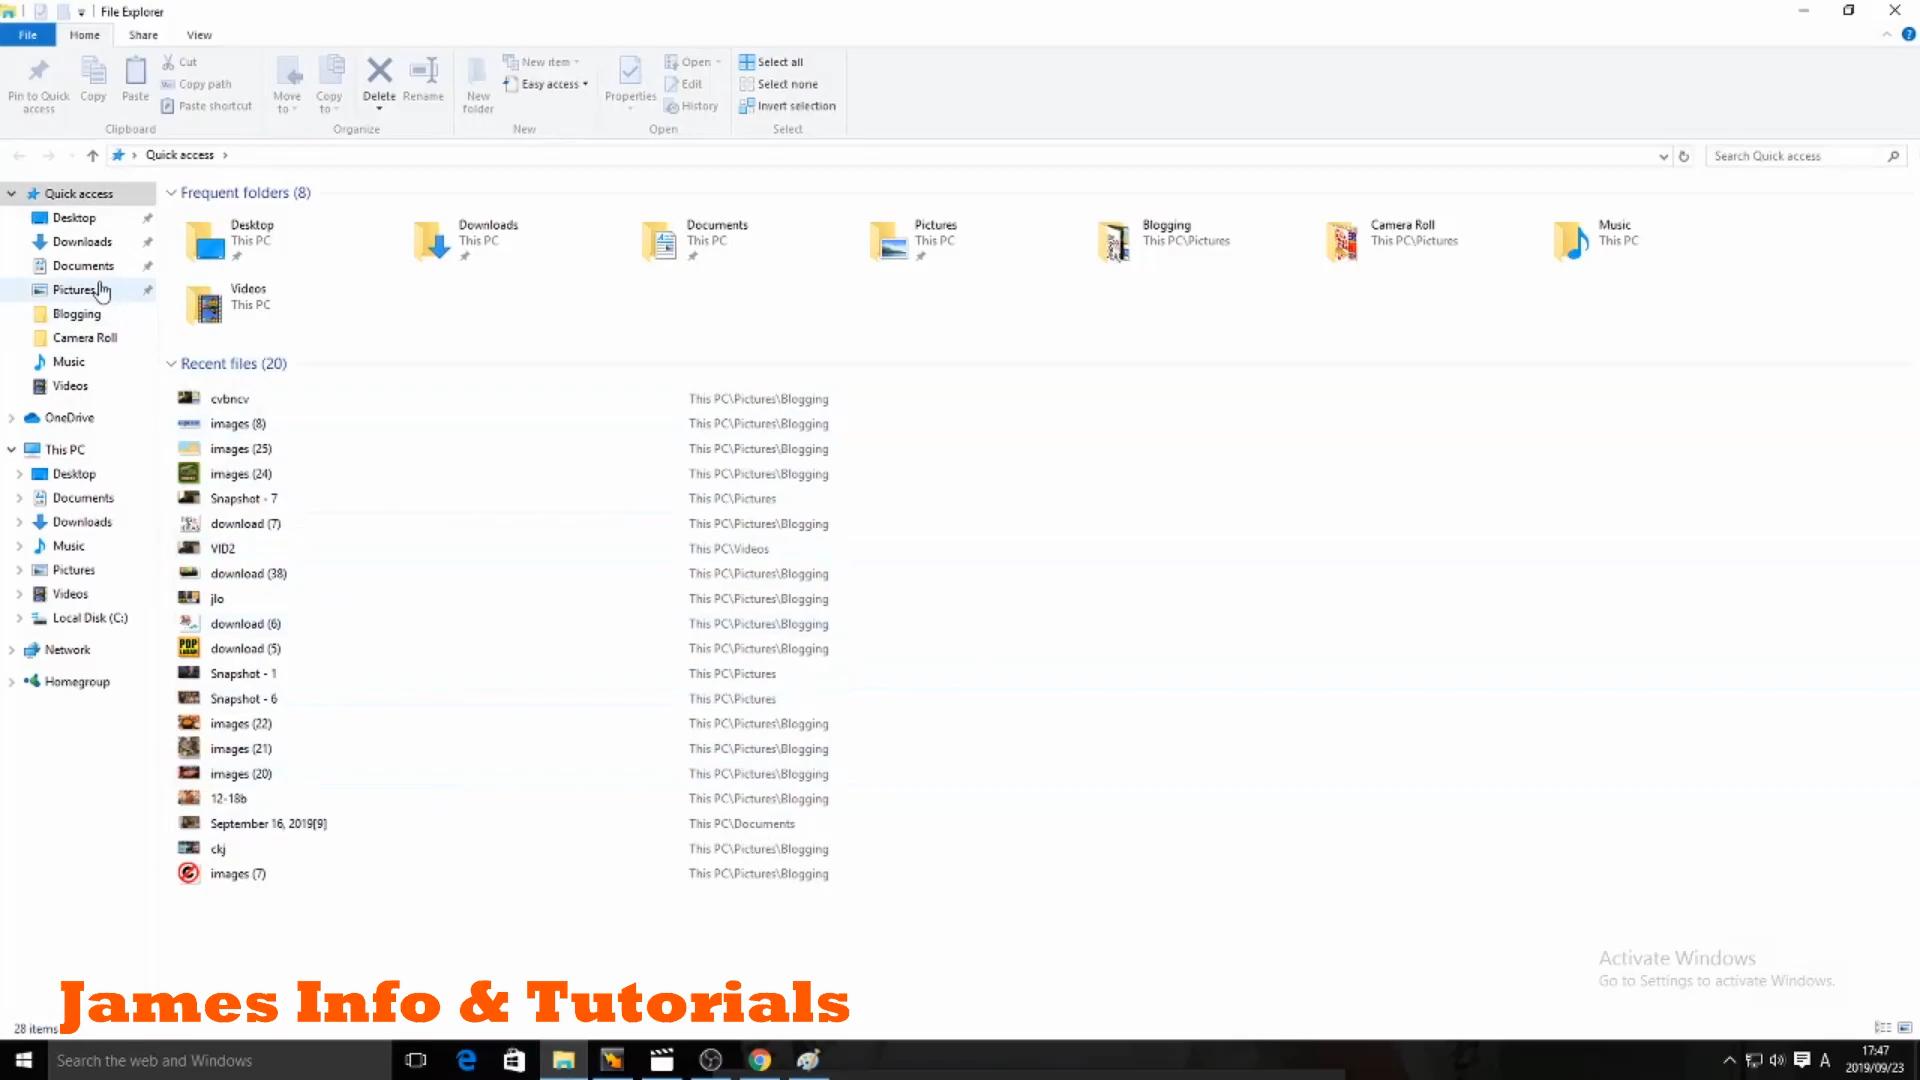 File Explorer
File Home Share View
Pin to Quick access
Copy
Paste
Cut
Copy path
Paste shortcut
Clipboard
Move to
Copy to
Delete
Rename
Organize
New folder
New item
Easy access
New
Properties
Open
Edit
History
Open
Select all
Select none
Invert selection
Select
Quick access
Search Quick access
Quick access
Desktop
Downloads
Documents
Pictures
Blogging
Camera Roll
Music
Videos
OneDrive
This PC
Desktop
Documents
Downloads
Music
Pictures
Videos
Local Disk (C:)
Network
Homegroup
Frequent folders (8)
Desktop
This PC
Downloads
This PC
Documents
This PC
Pictures
This PC
Blogging
This PC\Pictures
Camera Roll
This PC\Pictures
Music
This PC
Videos
This PC
Recent files (20)
cvbncv This PC\Pictures\Blogging
images (8) This PC\Pictures\Blogging
images (25) This PC\Pictures\Blogging
images (24) This PC\Pictures\Blogging
Snapshot - 7 This PC\Pictures
download (7) This PC\Pictures\Blogging
VID2 This PC\Videos
download (38) This PC\Pictures\Blogging
jlo This PC\Pictures\Blogging
download (6) This PC\Pictures\Blogging
download (5) This PC\Pictures\Blogging
Snapshot - 1 This PC\Pictures
Snapshot - 6 This PC\Pictures
images (22) This PC\Pictures\Blogging
images (21) This PC\Pictures\Blogging
images (20) This PC\Pictures\Blogging
12-18b This PC\Pictures\Blogging
September 16, 2019[9] This PC\Documents
ckj This PC\Pictures\Blogging
images (7) This PC\Pictures\Blogging
Activate Windows
Go to Settings to activate Windows.
James Info & Tutorials
28 items
Search the web and Windows
A
17:47
2019/09/23